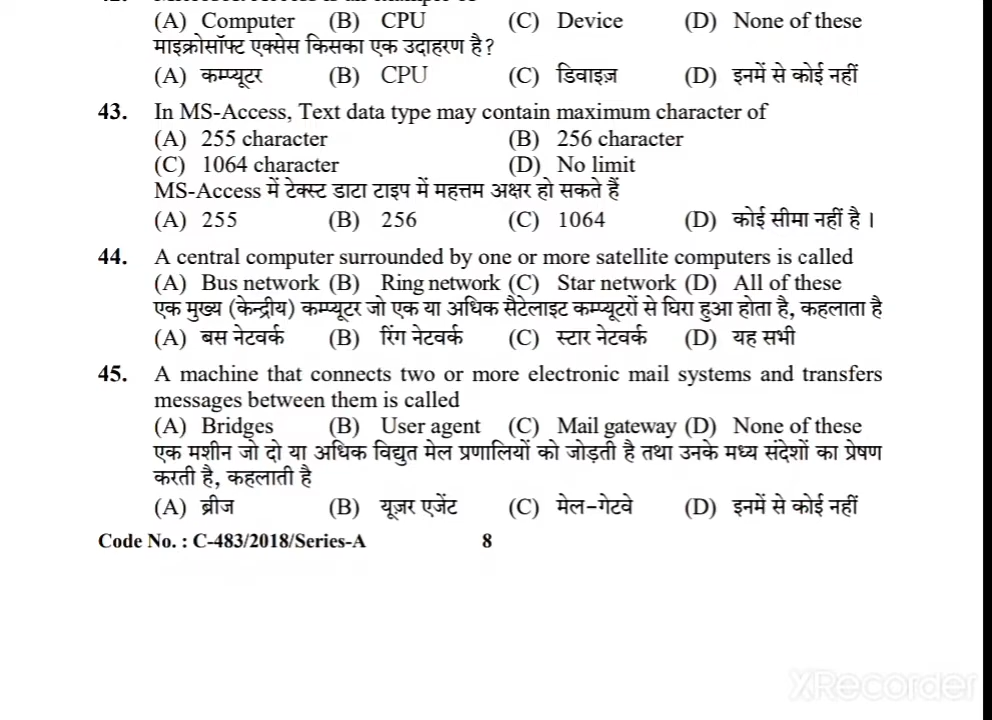 (A) Computer (B) CPU (C) Device (D) None of these
माइक्रोसॉफ्ट एक्सेस किसका एक उदाहरण है?
(A) कम्प्यूटर (B) CPU (C) डिवाइज़ (D) इनमें से कोई नहीं
43. In MS-Access, Text data type may contain maximum character of
(A) 255 character (B) 256 character
(C) 1064 character (D) No limit
MS-Access में टेक्स्ट डाटा टाइप में महत्तम अक्षर हो सकते हैं
(A) 255 (B) 256 (C) 1064 (D) कोई सीमा नहीं है ।
44. A central computer surrounded by one or more satellite computers is called
(A) Bus network (B) Ring network (C) Star network (D) All of these
एक मुख्य (केन्द्रीय) कम्प्यूटर जो एक या अधिक सैटेलाइट कम्प्यूटरों से घिरा हुआ होता है, कहलाता है
(A) बस नेटवर्क (B) रिंग नेटवर्क (C) स्टार नेटवर्क (D) यह सभी
45. A machine that connects two or more electronic mail systems and transfers
messages between them is called
(A) Bridges (B) User agent (C) Mail gateway (D) None of these
एक मशीन जो दो या अधिक विद्युत मेल प्रणालियों को जोड़ती है तथा उनके मध्य संदेशों का प्रेषण
करती है, कहलाती है
(A) ब्रीज (B) यूज़र एजेंट (C) मेल-गेटवे (D) इनमें से कोई नहीं
Code No. : C-483/2018/Series-A 8
XRecorder